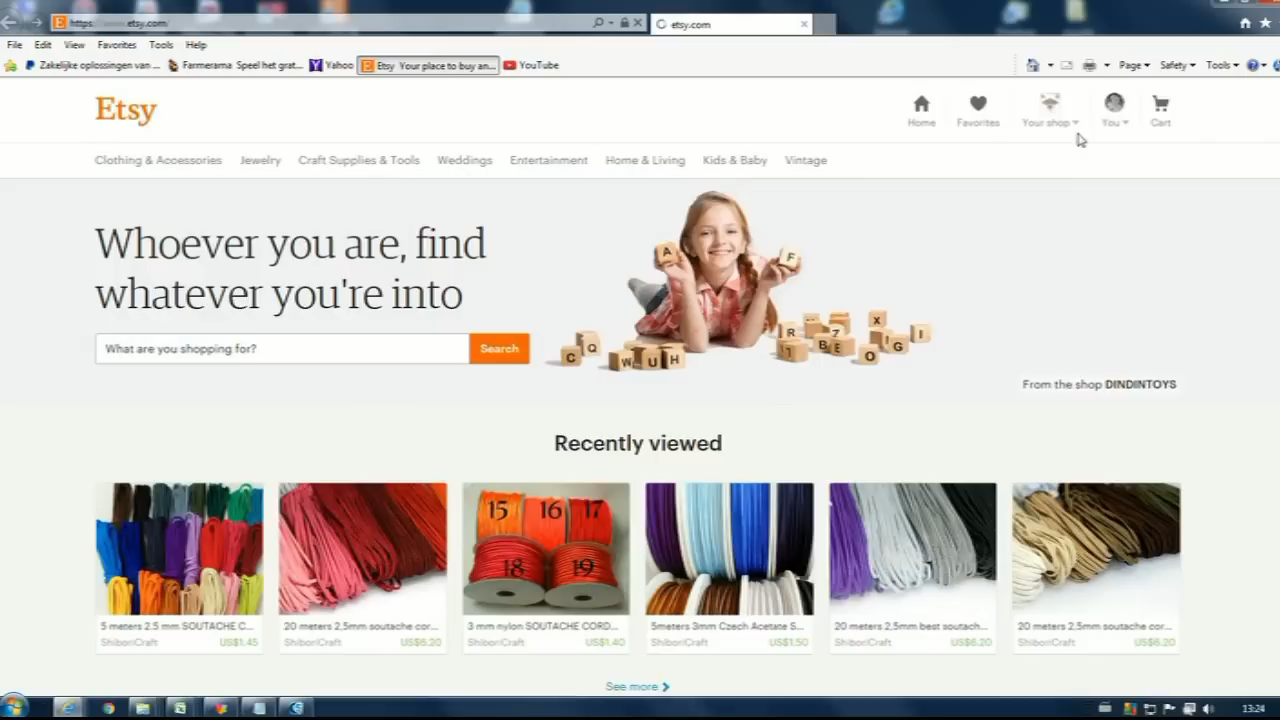 https://www.etsy.com/
etsy.com
File Edit View Favorites Tools Help
Zakelijke oplossingen van ... Farmerama Speel het grat... Yahoo Etsy Your place to buy an... YouTube
Page Safety Tools
Etsy
Home Favorites Your shop You Cart
Clothing & Accessories Jewelry Craft Supplies & Tools Weddings Entertainment Home & Living Kids & Baby Vintage
Whoever you are, find
whatever you're into
What are you shopping for? Search
A F
C Q W U H R Z X B E O G I
From the shop DINDINTOYS
Recently viewed
15 16 17
18 19
5 meters 2.5 mm SOUTACHE C... 20 meters 2,5mm soutache cor... 3 mm nylon SOUTACHE CORD... 5meters 3mm Czech Acetate S... 20 meters 2,5mm best soutach... 20 meters 2,5mm soutache cor...
ShiboriCraft US$1.45 ShiboriCraft US$6.20 ShiboriCraft US$1.40 ShiboriCraft US$1.50 ShiboriCraft US$6.20 ShiboriCraft US$6.20
See more
13:24